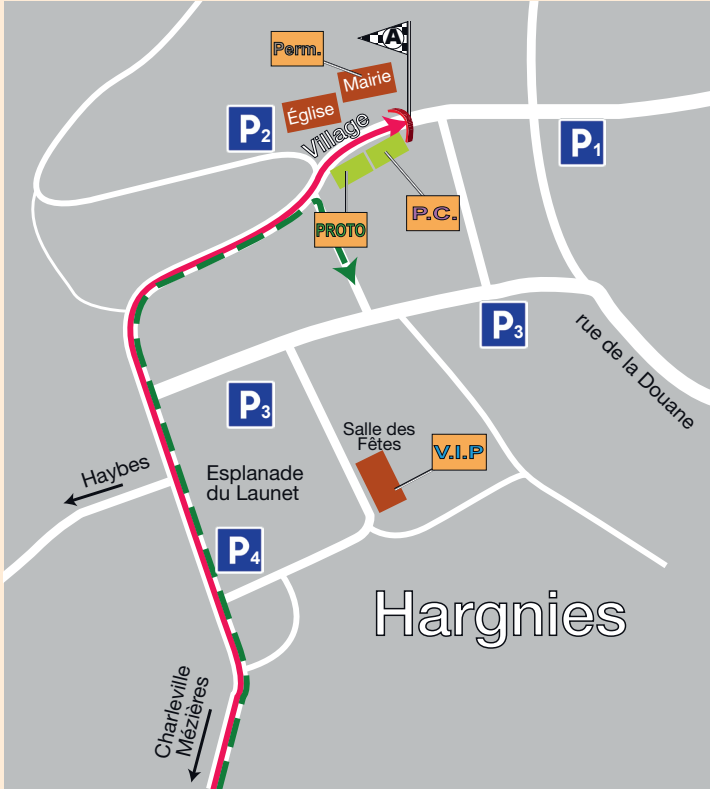 A
Perm.
Mairie
Église
Village
P2
P1
P.C.
PROTO
P3
rue de la Douane
P3
Salle des
Fêtes
V.I.P
Haybes
Esplanade
du Launet
P4
Hargnies
Charleville
Mézières